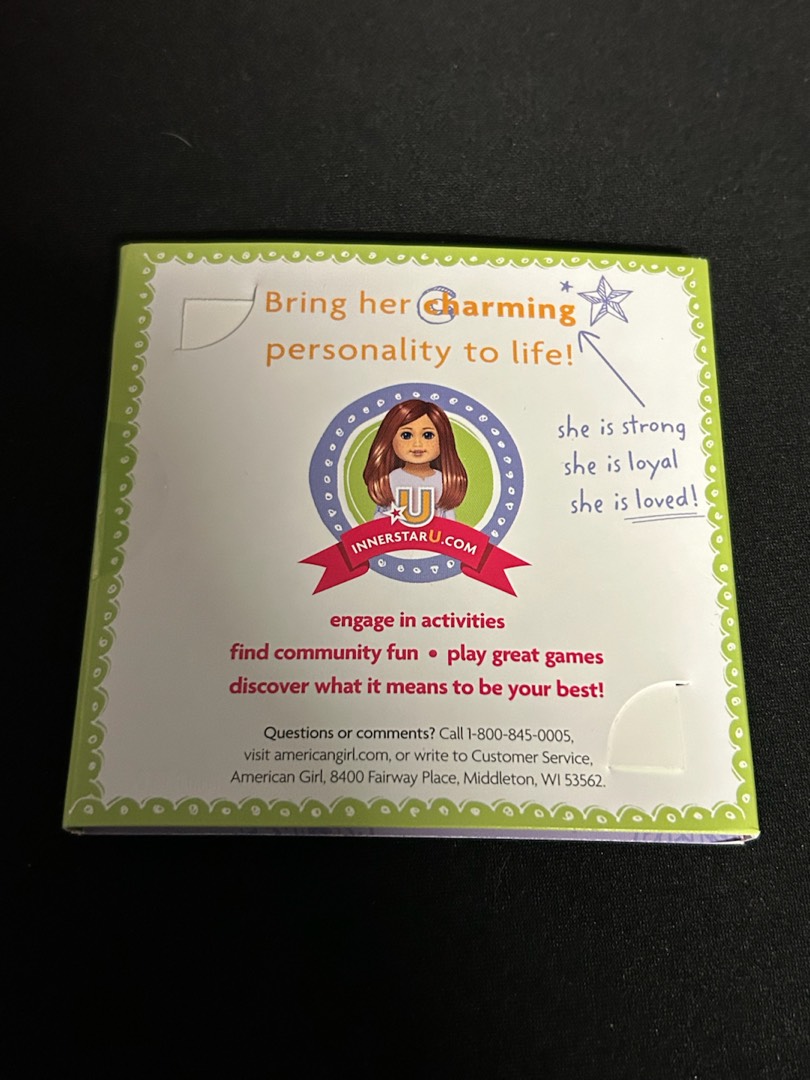 Bring her charming
personality to life!
she is strong
she is loyal
she is loved!
U
INNERSTARU.COM
engage in activities
find community fun • play great games
discover what it means to be your best!
Questions or comments? Call 1-800-845-0005,
visit americangirl.com, or write to Customer Service,
American Girl, 8400 Fairway Place, Middleton, WI 53562.